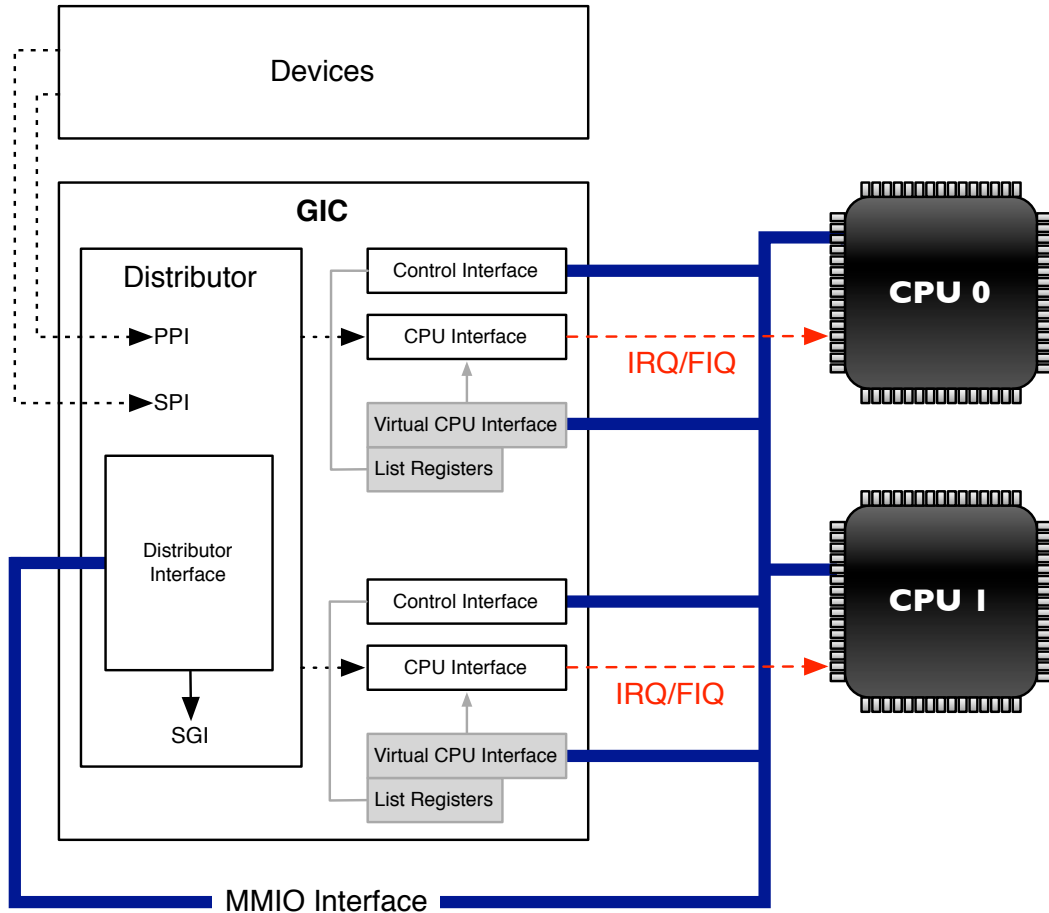 Devices
GIC
Distributor
PPI
SPI
Distributor
Interface
SGI
Control Interface
CPU Interface
Virtual CPU Interface
List Registers
IRQ/FIQ
CPU 0
Control Interface
CPU Interface
Virtual CPU Interface
List Registers
IRQ/FIQ
CPU 1
MMIO Interface